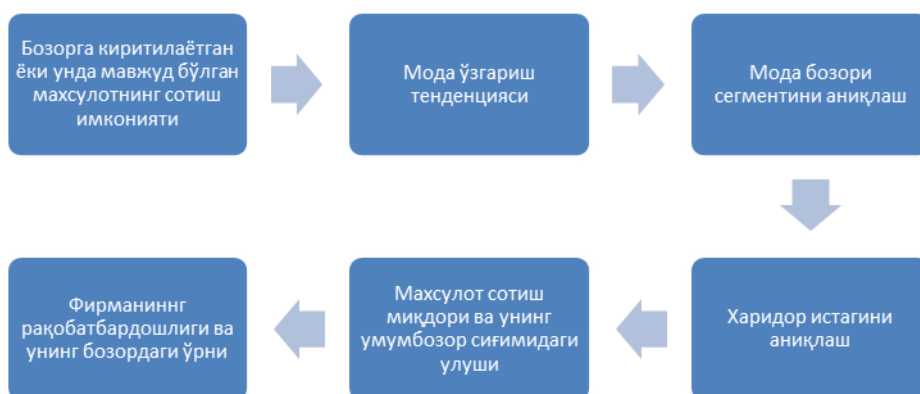 Бозорга киритилаётган
ёки унда мавжуд бўлган
махсулотнинг сотиш
имконияти
Мода ўзгариш
тенденцияси
Мода бозори
сегментини аниқлаш
Харидор истагини
аниқлаш
Махсулот сотиш
миқдори ва унинг
умумбозор сиғимидаги
улуши
Фирманиннг
рақобатбардошлиги ва
унинг бозордаги ўрни